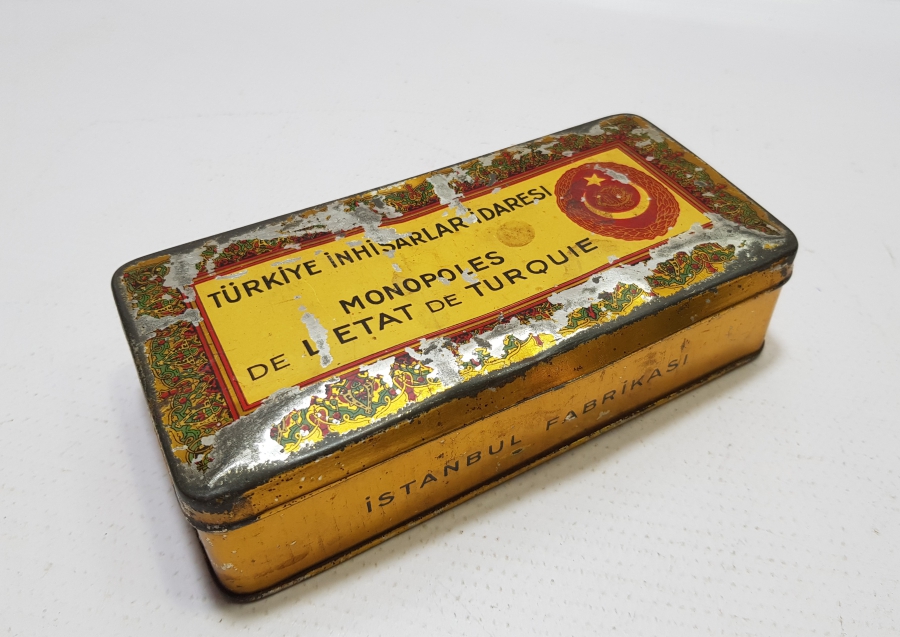 TÜRKİYE İNHİSARLAR İDARESİ
MONOPOLES
DE L'ETAT DE TURQUIE
İSTANBUL FABRİKASI